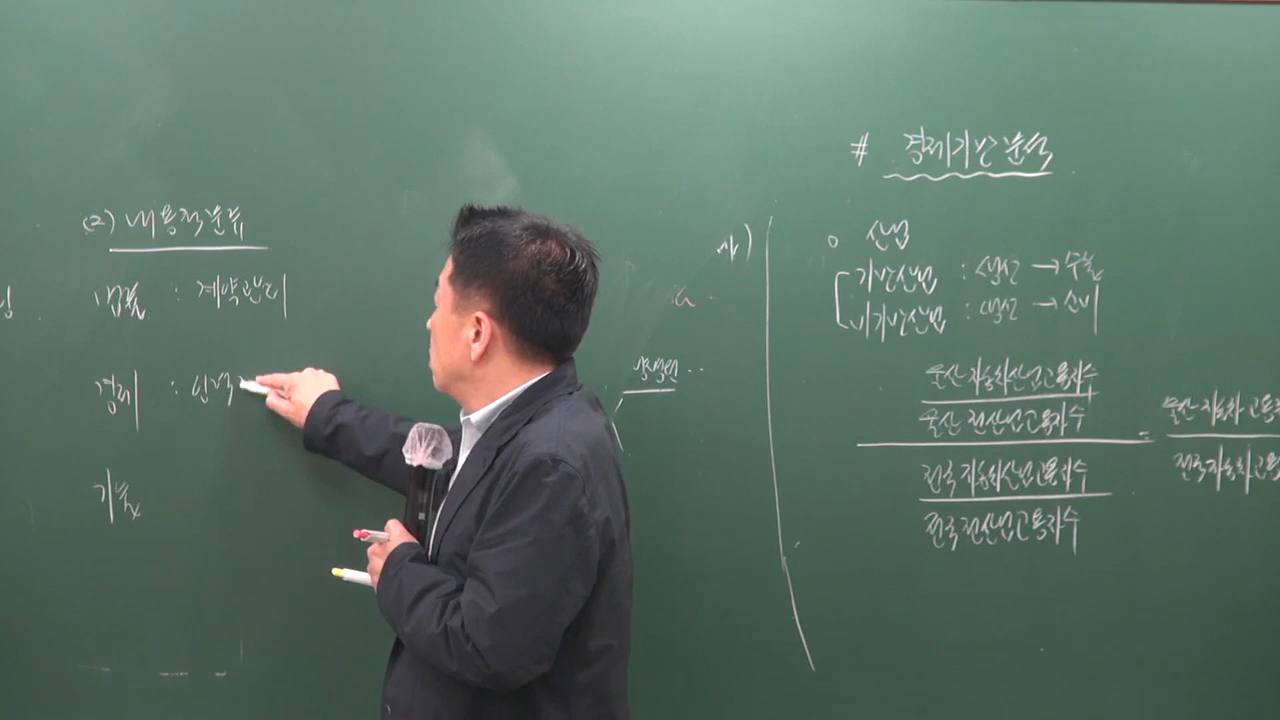 (2) 내용적분류
법률 : 계약관리
경제 : 인력
기술
# 경제기반분석
o 산업
기반산업 : 생산 → 수출
비기반산업 : 생산 → 소비
울산 자동차산업고용자수
울산 전산업고용자수
전국 자동차산업고용자수
전국 전산업고용자수
=
울산 자동차 고용
전국 자동차 고용